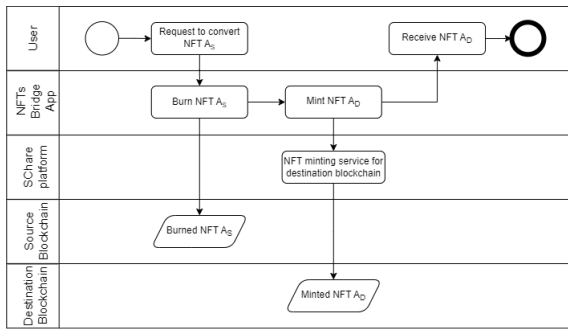 User
Request to convert
NFT As
Receive NFT AD
NFTs
Bridge
App
Burn NFT As
Mint NFT AD
SChare
platform
NFT minting service for
destination blockchain
Source
Blockchain
Burned NFT AS
Destination
Blockchain
Minted NFT AD